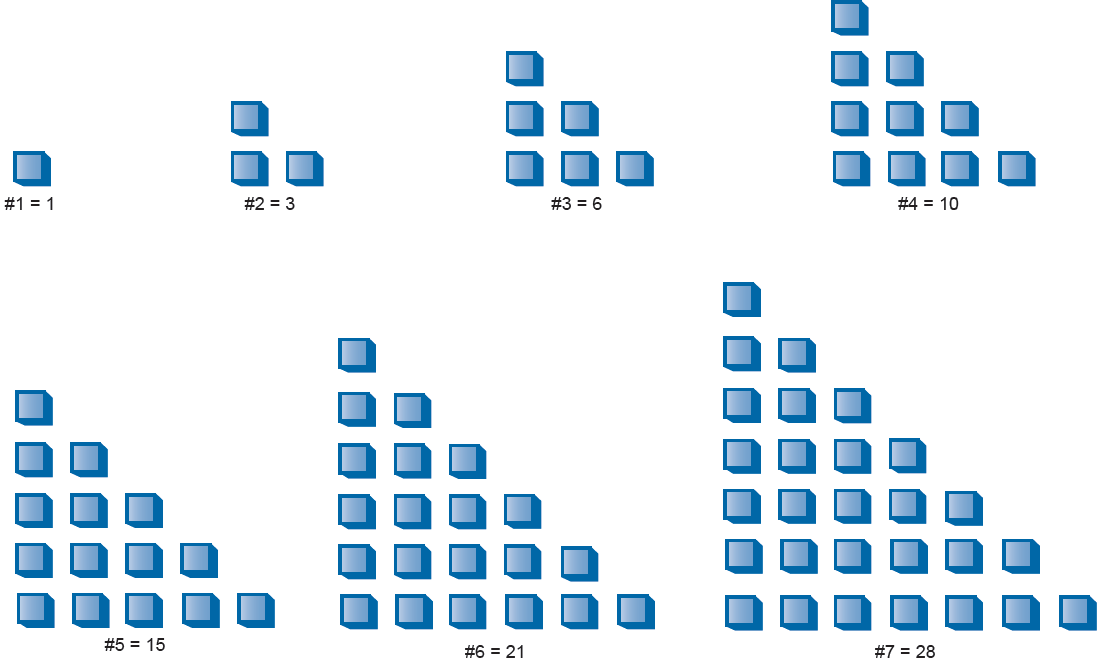 #1 = 1
#2 = 3
#3 = 6
#4 = 10
#5 = 15
#6 = 21
#7 = 28